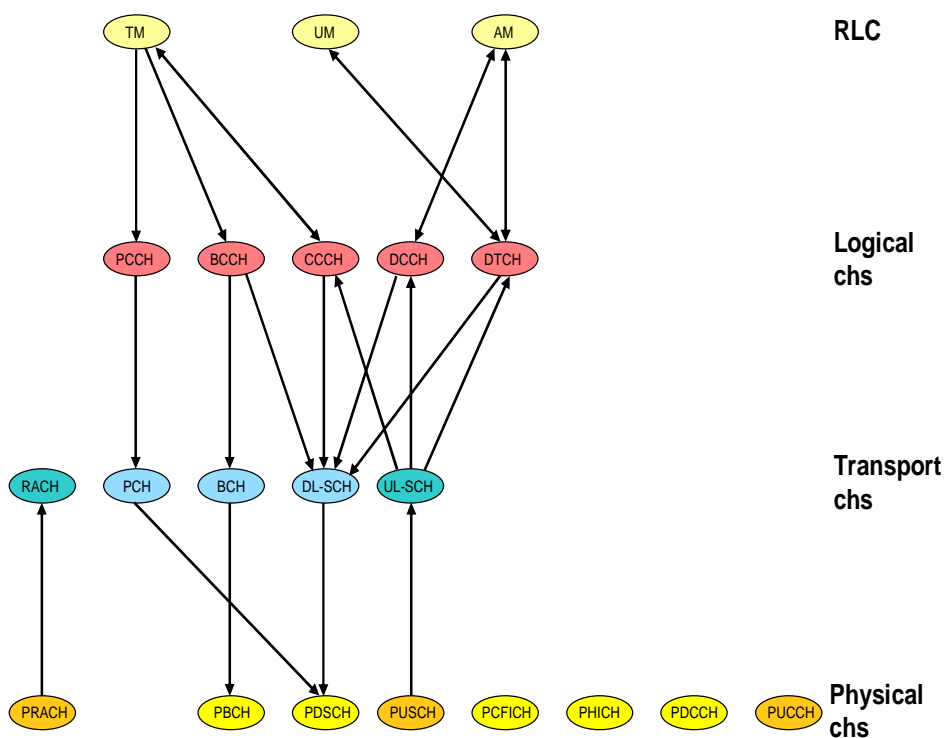 TM UM AM RLC
PCCH BCCH CCCH DCCH DTCH Logical
chs
RACH PCH BCH DL-SCH UL-SCH Transport
chs
PRACH PBCH PDSCH PUSCH PCFICH PHICH PDCCH PUCCH Physical
chs